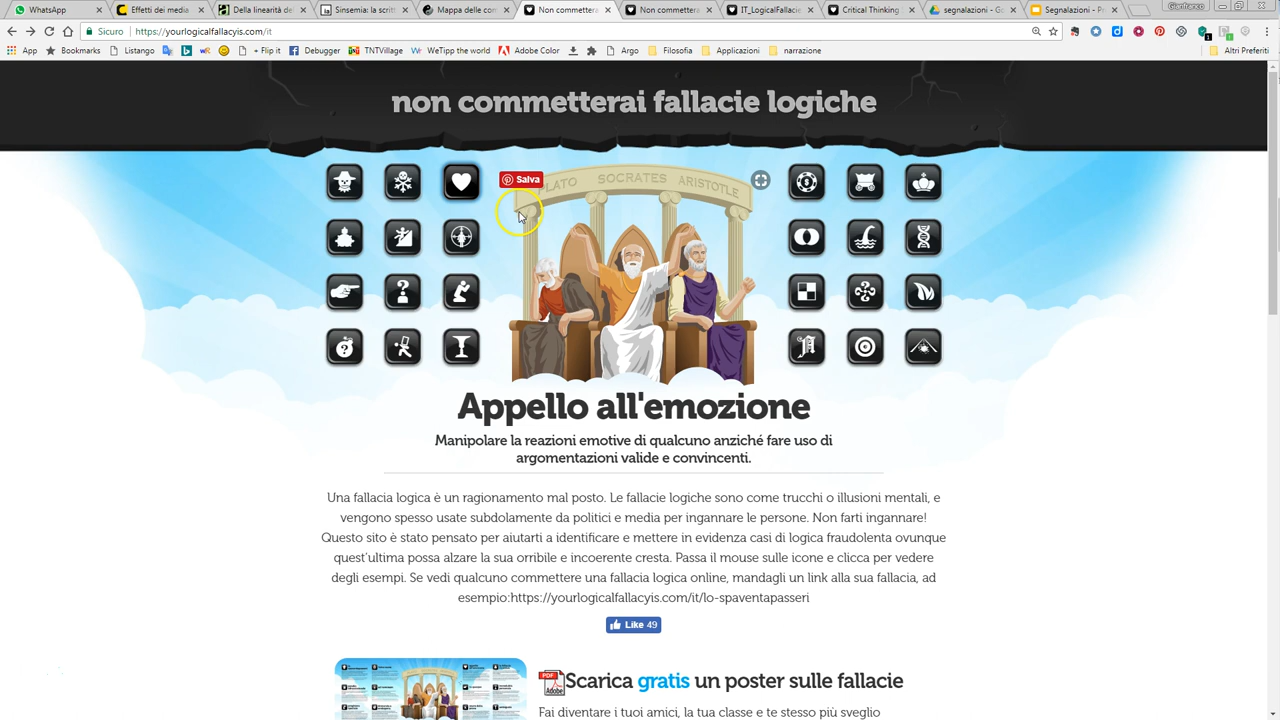 WhatsApp
Effetti dei media
Della linearità de
Sinsemia: la scritt
Mappa delle con
Non commettera
Non commettera
IT_LogicalFallacie
Critical Thinking
segnalazioni - Go
Segnalazioni - Pr
Gianfranco
Sicuro
https://yourlogicalfallacyis.com/it
App
Bookmarks
Listango
+ Flip it
Debugger
TNTVillage
WeTipp the world
Adobe Color
Argo
Filosofia
Applicazioni
narrazione
Altri Preferiti
non commetterai fallacie logiche
Salva
PLATO SOCRATES ARISTOTLE
Appello all'emozione
Manipolare la reazioni emotive di qualcuno anziché fare uso di
argomentazioni valide e convincenti.
Una fallacia logica è un ragionamento mal posto. Le fallacie logiche sono come trucchi o illusioni mentali, e
vengono spesso usate subdolamente da politici e media per ingannare le persone. Non farti ingannare!
Questo sito è stato pensato per aiutarti a identificare e mettere in evidenza casi di logica fraudolenta ovunque
quest'ultima possa alzare la sua orribile e incoerente cresta. Passa il mouse sulle icone e clicca per vedere
degli esempi. Se vedi qualcuno commettere una fallacia logica online, mandagli un link alla sua fallacia, ad
esempio:https://yourlogicalfallacyis.com/it/lo-spaventapasseri
Like 49
PDF
Adobe
Scarica gratis un poster sulle fallacie
Fai diventare i tuoi amici, la tua classe e te stesso più sveglio